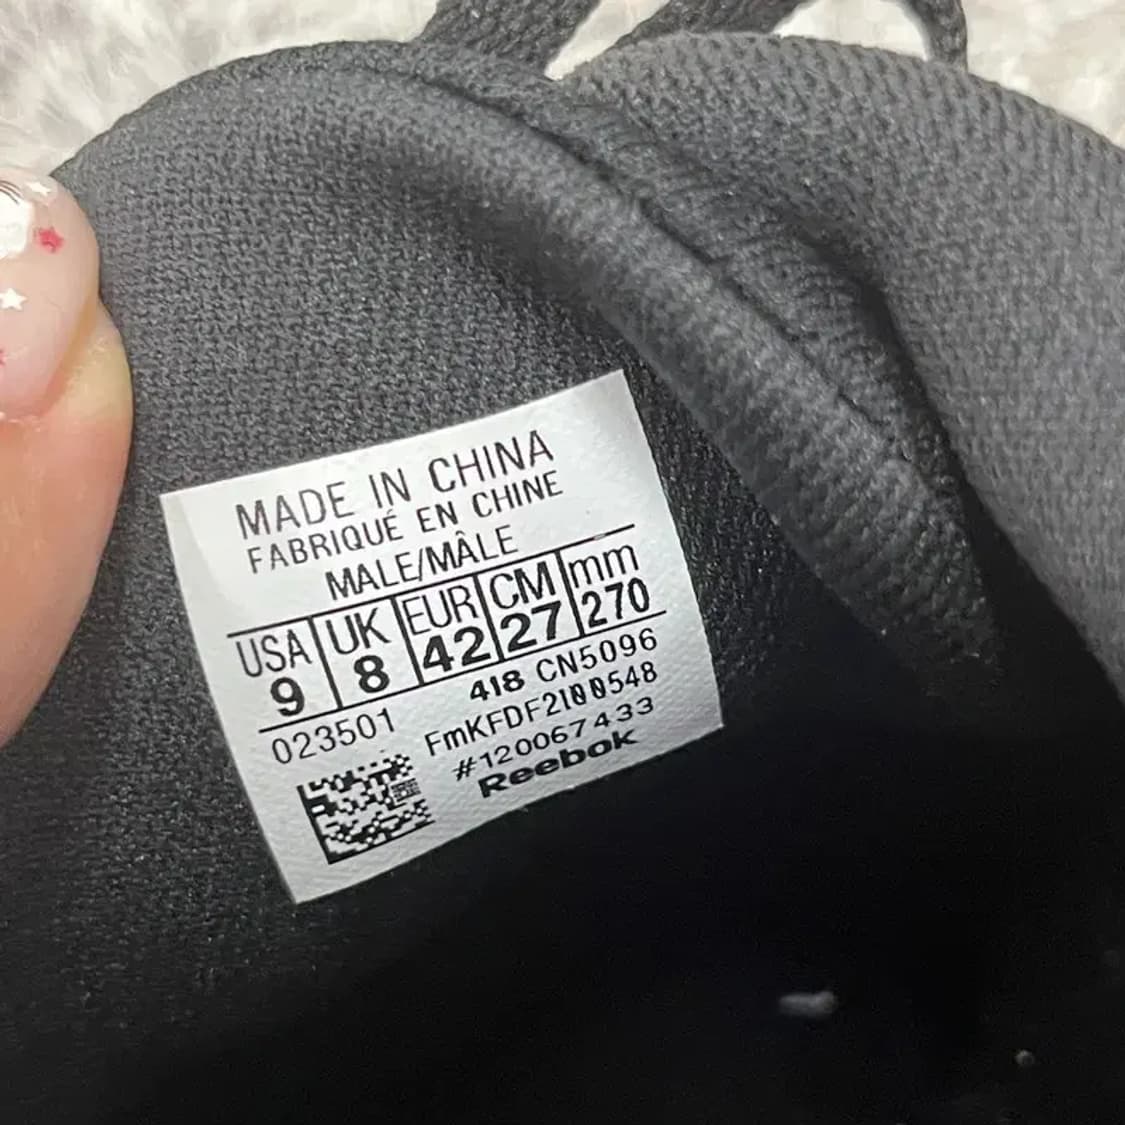 MADE IN CHINA
FABRIQUÉ EN CHINE
MALE/MÂLE
USA UK EUR CM mm
9 8 42 27 270
418 CN5096
023501 FmKFDF2100548
#120067433
Reebok